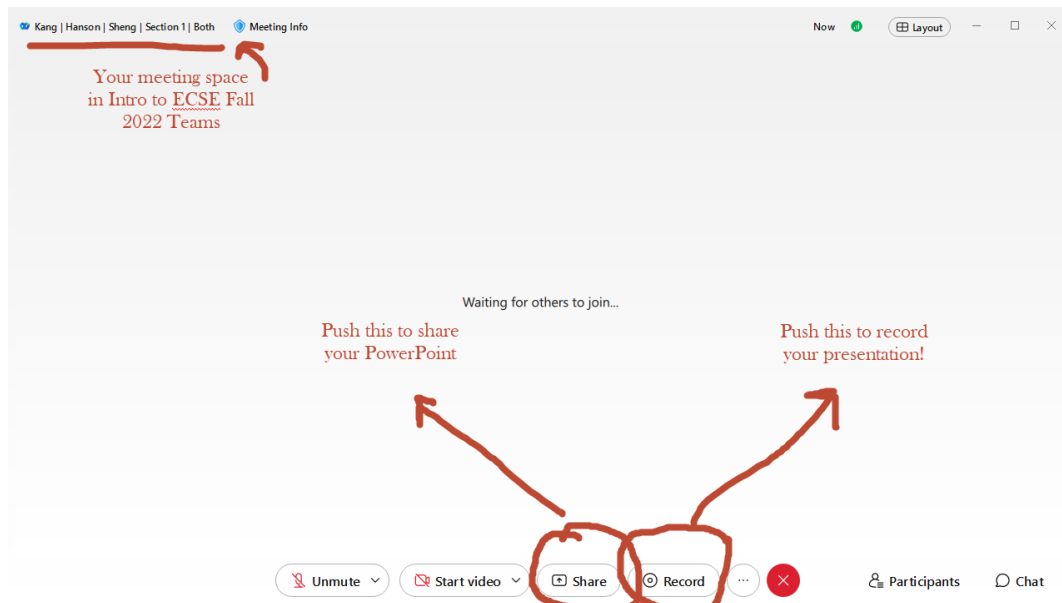 Kang | Hanson | Sheng | Section 1 | Both
Meeting Info
Now
Layout
Your meeting space
in Intro to ECSE Fall
2022 Teams
Waiting for others to join...
Push this to share
your PowerPoint
Push this to record
your presentation!
Unmute
Start video
Share
Record
Participants
Chat